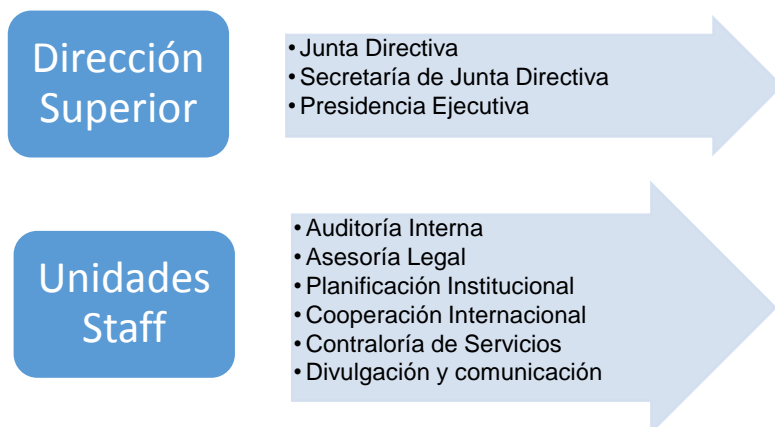 Dirección
Superior
•Junta Directiva
•Secretaría de Junta Directiva
•Presidencia Ejecutiva
Unidades
Staff
•Auditoría Interna
•Asesoría Legal
•Planificación Institucional
•Cooperación Internacional
•Contraloría de Servicios
•Divulgación y comunicación